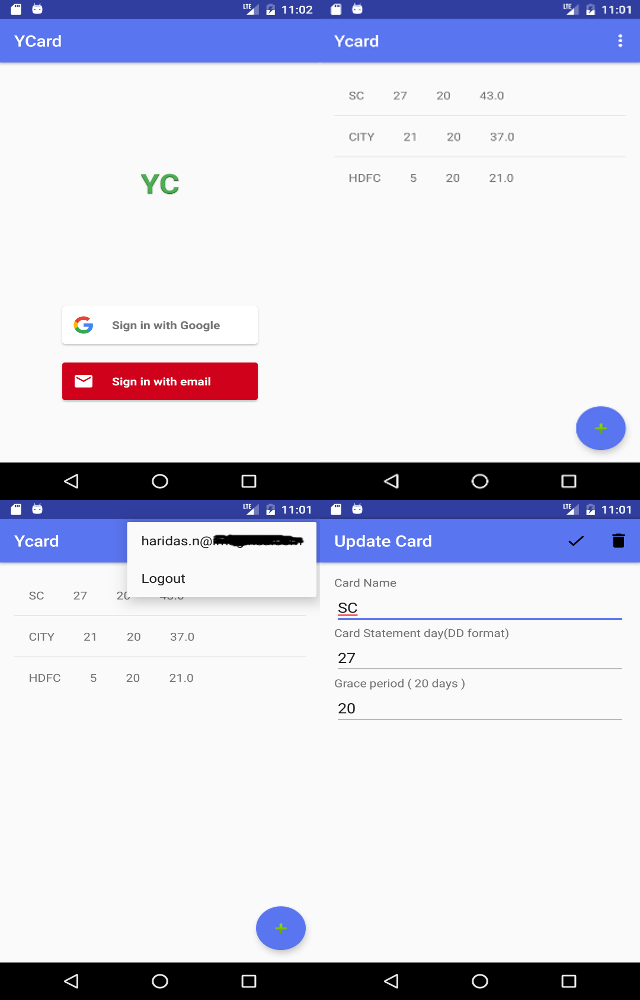 LTE 11:02
YCard
YC
Sign in with Google
Sign in with email
LTE 11:01
Ycard
SC 27 20 43.0
CITY 21 20 37.0
HDFC 5 20 21.0
+
LTE 11:01
Ycard
haridas.n@
Logout
SC 27 20 43.0
CITY 21 20 37.0
HDFC 5 20 21.0
+
LTE 11:01
Update Card
Card Name
SC
Card Statement day(DD format)
27
Grace period ( 20 days )
20